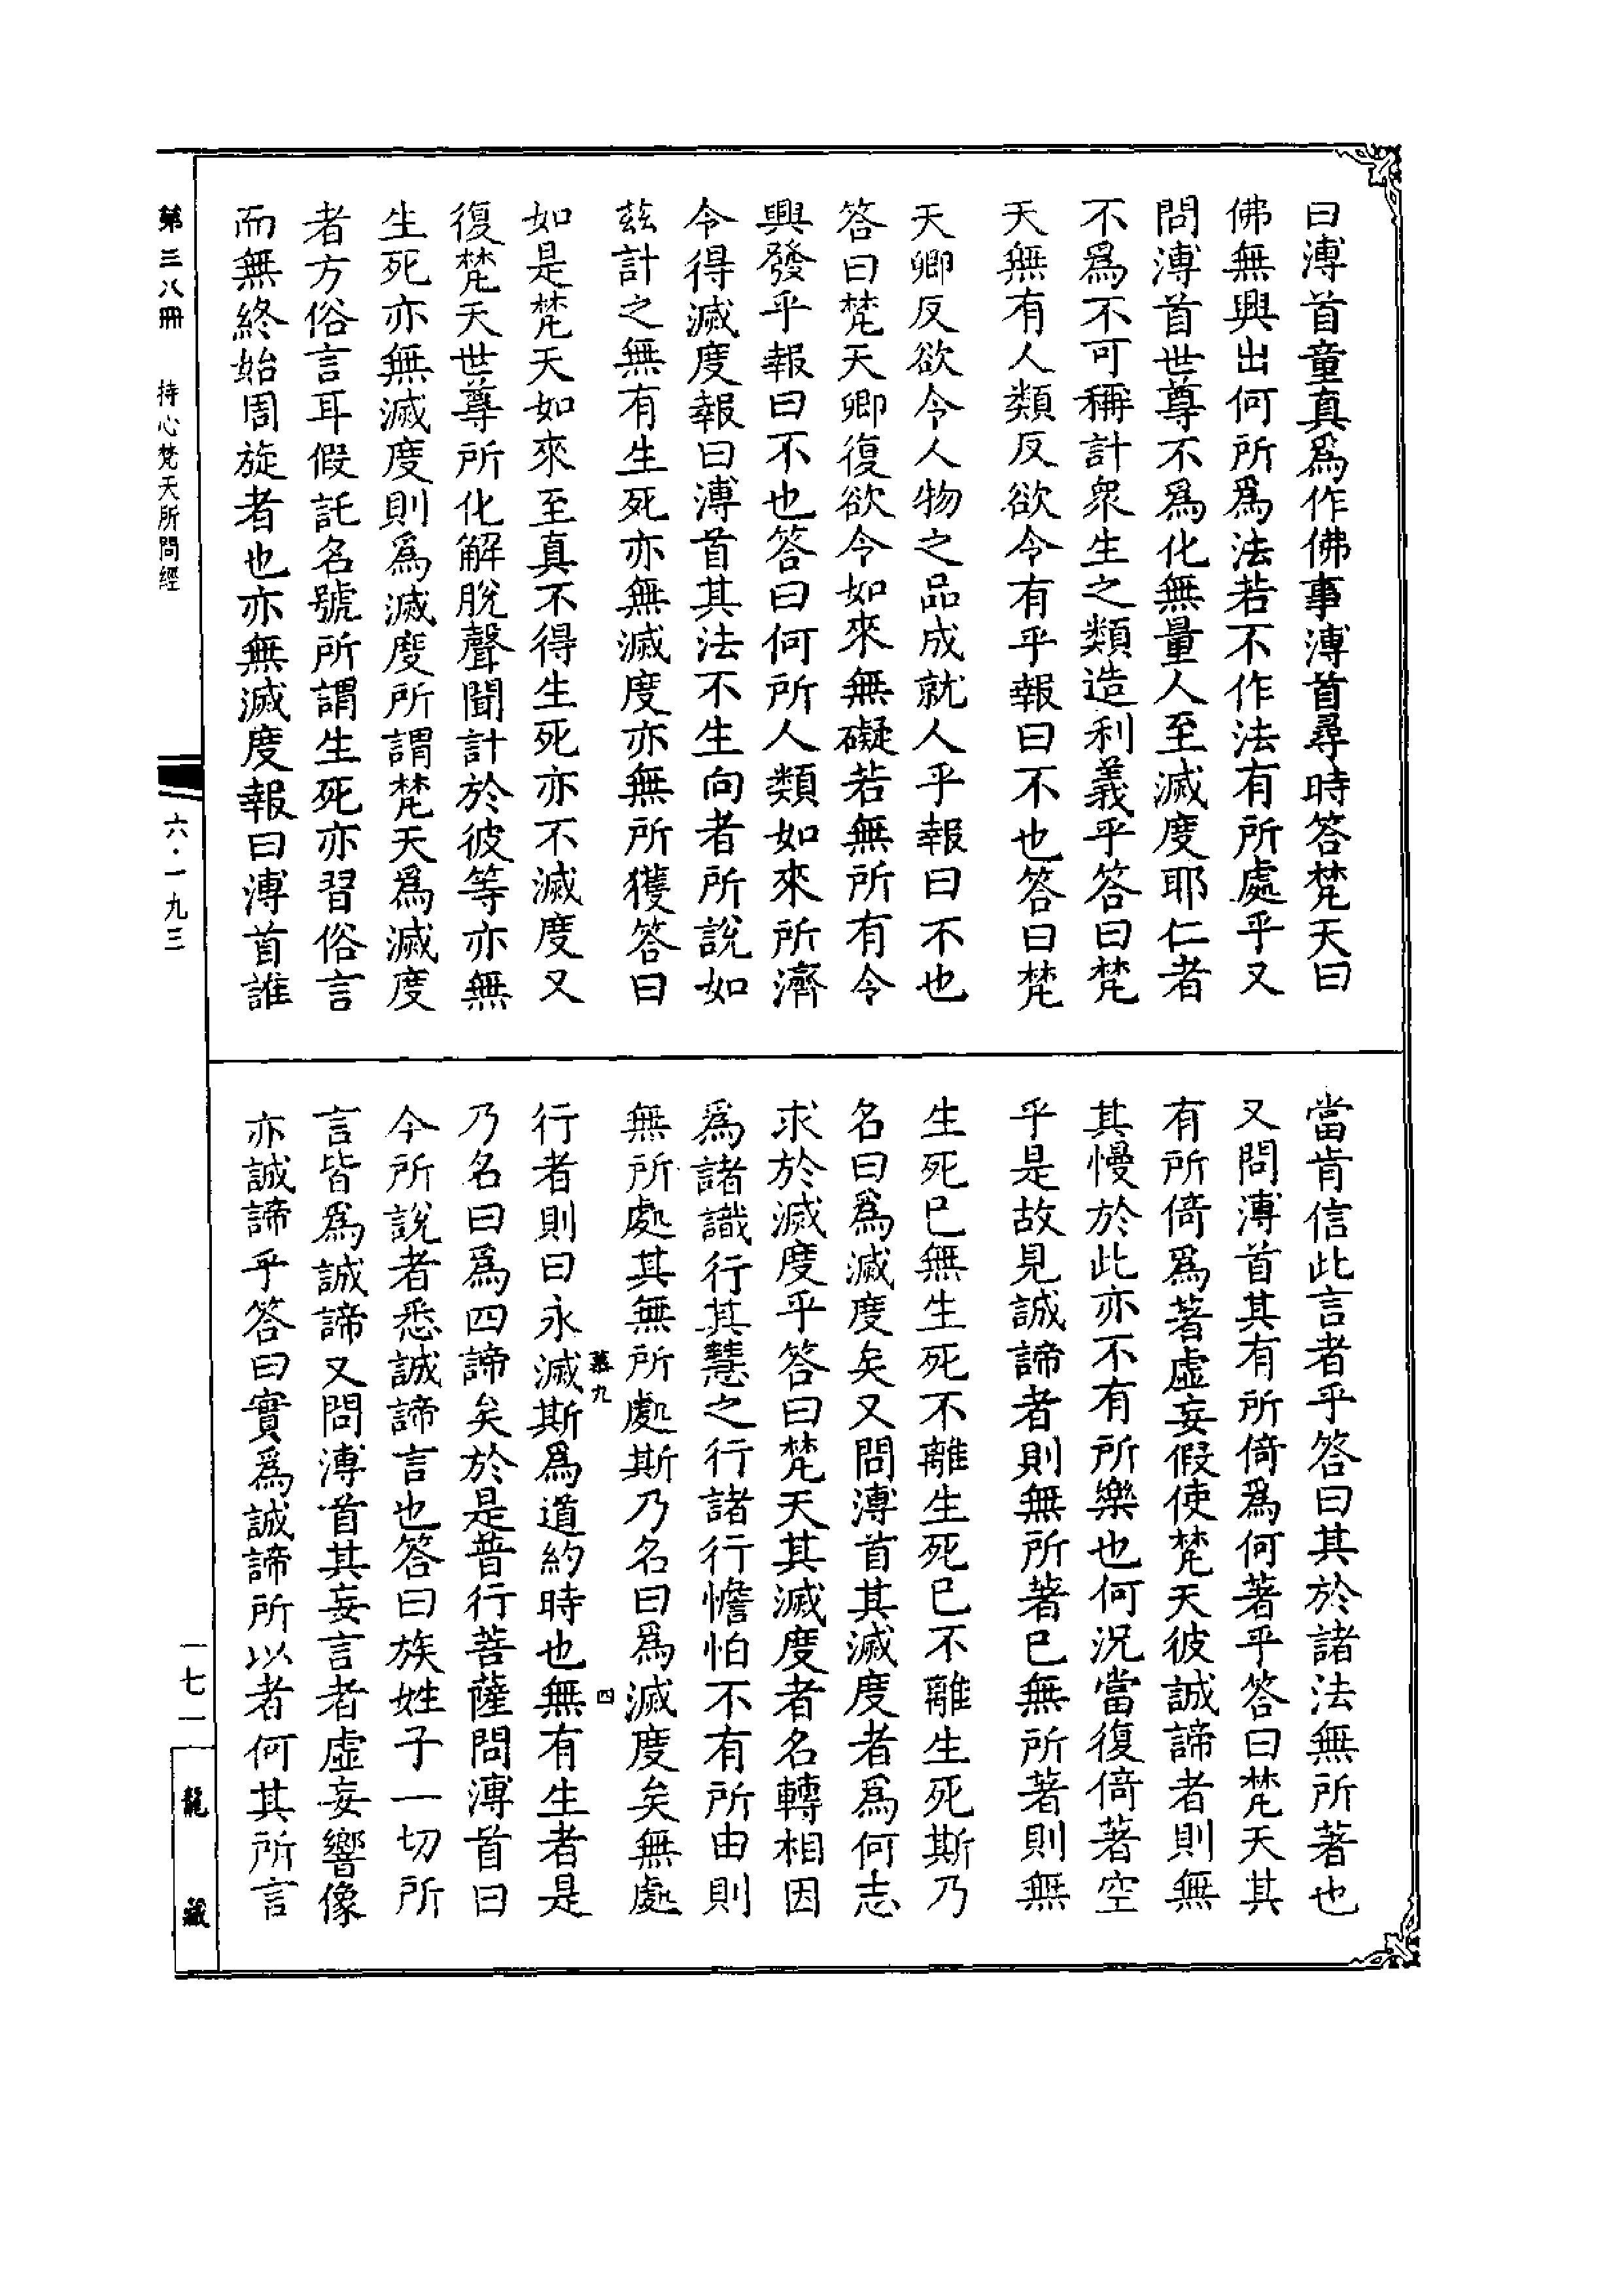 曰溥首童真爲作佛事溥首尋時答梵天曰
佛無興出何所爲法若不作法有所處乎又
問溥首世尊不爲化無量人至滅度耶仁者
不爲不可稱計衆生之類造利義乎答曰梵
天無有人類反欲令有乎報曰不也答曰梵
天卿反欲令人物之品成就人乎報曰不也
答曰梵天卿復欲令如來無礙若無所有令
興發乎報曰不也答曰何所人類如來所濟
令得滅度報曰溥首其法不生向者所說如
茲計之無有生死亦無滅度亦無所獲答曰
如是梵天如來至真不得生死亦不滅度又
復梵天世尊所化解脫聲聞計於彼等亦無
生死亦無滅度則爲滅度所謂梵天爲滅度
者方俗言耳假託名號所謂生死亦習俗言
而無終始周旋者也亦無滅度報曰溥首誰
當肯信此言者乎答曰其於諸法無所著也
又問溥首其有所倚爲何著乎答曰梵天其
有所倚爲著虛妄假使梵天彼誠諦者則無
其慢於此亦不有所樂也何況當復倚著空
乎是故見誠諦者則無所著已無所著則無
生死已無生死不離生死已不離生死斯乃
名曰爲滅度矣又問溥首其滅度者爲何志
求於滅度乎答曰梵天其滅度者名轉相因
爲諸識行其慧之行諸行憺怕不有所由則
無所處其無所處斯乃名曰爲滅度矣無處
慕九
四
行者則曰永滅斯爲道約時也無有生者是
乃名曰爲四諦矣於是普行菩薩問溥首曰
今所說者悉誠諦言也答曰族姓子一切所
言皆爲誠諦又問溥首其妄言者虛妄響像
亦誠諦乎答曰實爲誠諦所以者何其所言
第三八冊
持心梵天所問經
六·一九三
一七一
龍藏